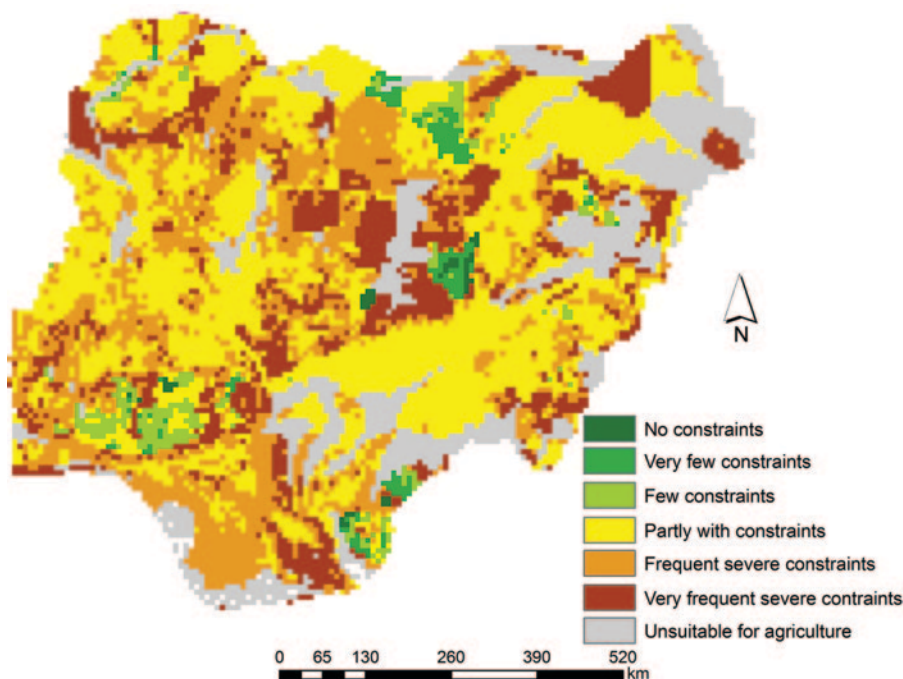 N
No constraints
Very few constraints
Few constraints
Partly with constraints
Frequent severe constraints
Very frequent severe contraints
Unsuitable for agriculture
0 65 130 260 390 520
km